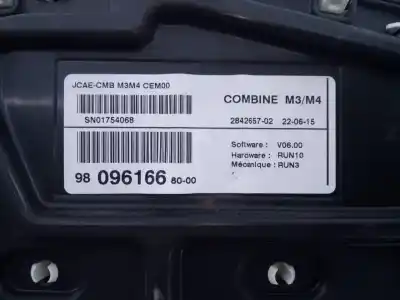 JCAE-CMB M3M4 CEM00
COMBINE M3/M4
SN01754068
2842657-02 22-06-15
Software : V06.00
Hardware : RUN10
Mécanique : RUN3
98 096166 80-00